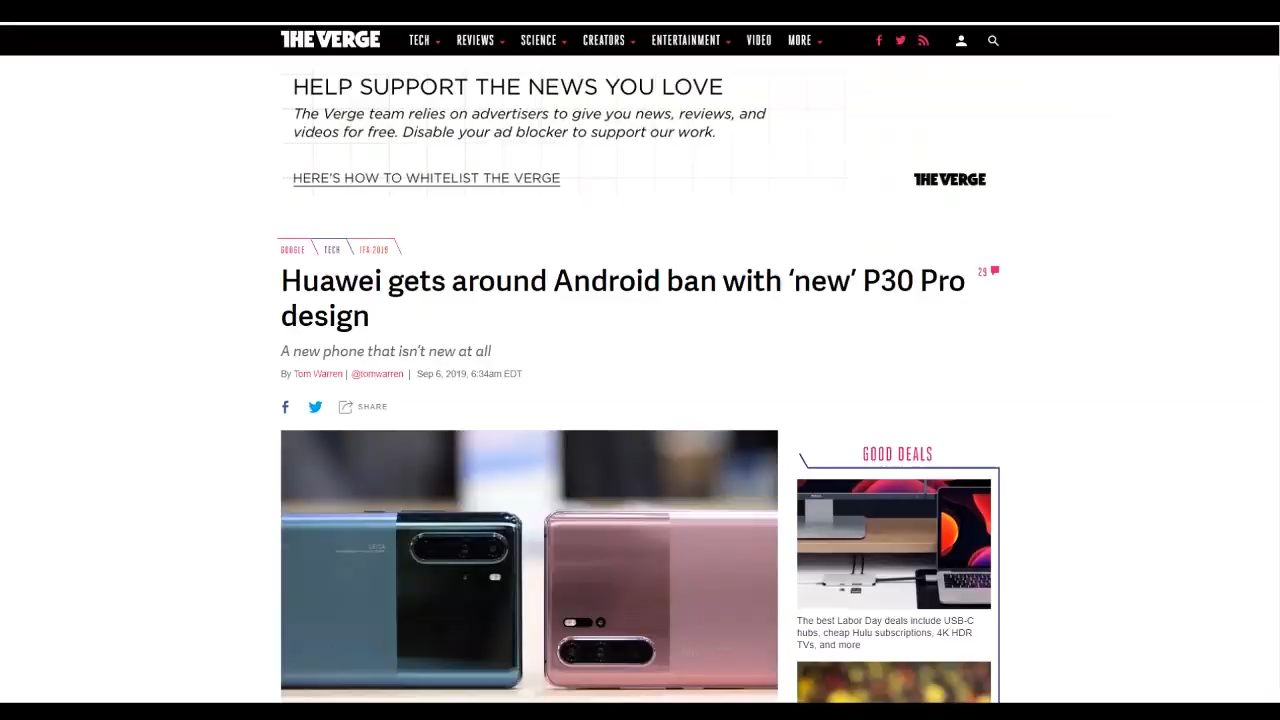 THE VERGE
TECH REVIEWS SCIENCE CREATORS ENTERTAINMENT VIDEO MORE
HELP SUPPORT THE NEWS YOU LOVE
The Verge team relies on advertisers to give you news, reviews, and
videos for free. Disable your ad blocker to support our work.
HERE'S HOW TO WHITELIST THE VERGE
THE VERGE
GOOGLE TECH IFA 2019
Huawei gets around Android ban with ‘new’ P30 Pro
design
29
A new phone that isn’t new at all
By Tom Warren | @tomwarren | Sep 6, 2019, 6:34am EDT
SHARE
GOOD DEALS
LEICA
The best Labor Day deals include USB-C
hubs, cheap Hulu subscriptions, 4K HDR
TVs, and more